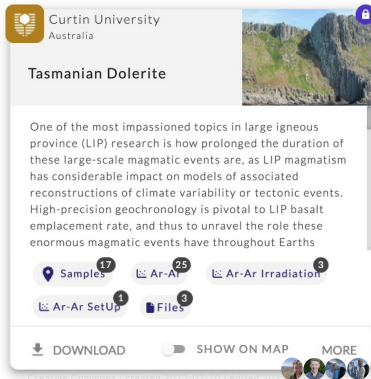 Curtin University
Australia
Tasmanian Dolerite
One of the most impassioned topics in large igneous
province (LIP) research is how prolonged the duration of
these large-scale magmatic events are, as LIP magmatism
has considerable impact on models of associated
reconstructions of climate variability or tectonic events.
High-precision geochronology is pivotal to LIP basalt
emplacement rate, and thus to unravel the role these
enormous magmatic events have throughout Earths
Samples 17 Ar-Ar 25 Ar-Ar Irradiation 3
Ar-Ar SetUp 1 Files 3
DOWNLOAD SHOW ON MAP MORE